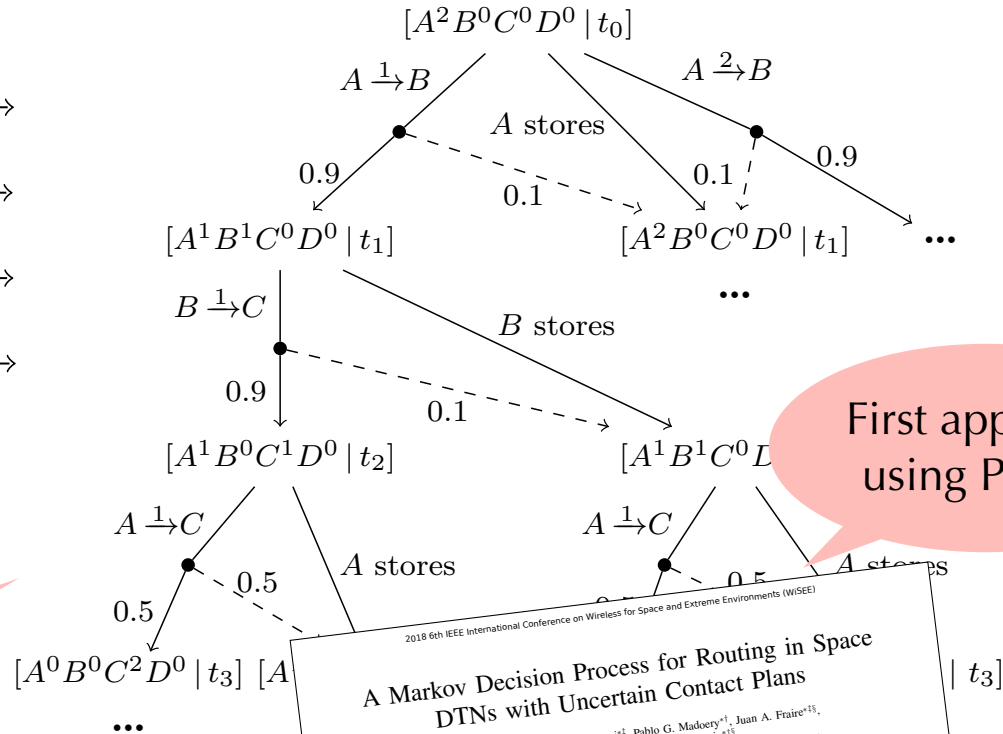 [A²B⁰C⁰D⁰ | t₀]
A –1→ B
A –2→ B
A stores
0.9
0.1
0.1
0.9
[A¹B¹C⁰D⁰ | t₁]
[A²B⁰C⁰D⁰ | t₁]
...
...
B –1→ C
B stores
0.9
0.1
First
using
[A¹B⁰C¹D⁰ | t₂]
[A¹B¹C⁰
A –1→ C
A stores
0.5
0.5
A –1→ C
A stores
0.5
[A⁰B⁰C²D⁰ | t₃] [A
| t₃]
...
2018 6th IEEE International Conference on Wireless for Space and Extreme Environments (WiSEE)
A Markov Decision Process for Routing in Space
DTNs with Uncertain Contact Plans
Pablo G. Madoery*†, Juan A. Fraire*‡§,